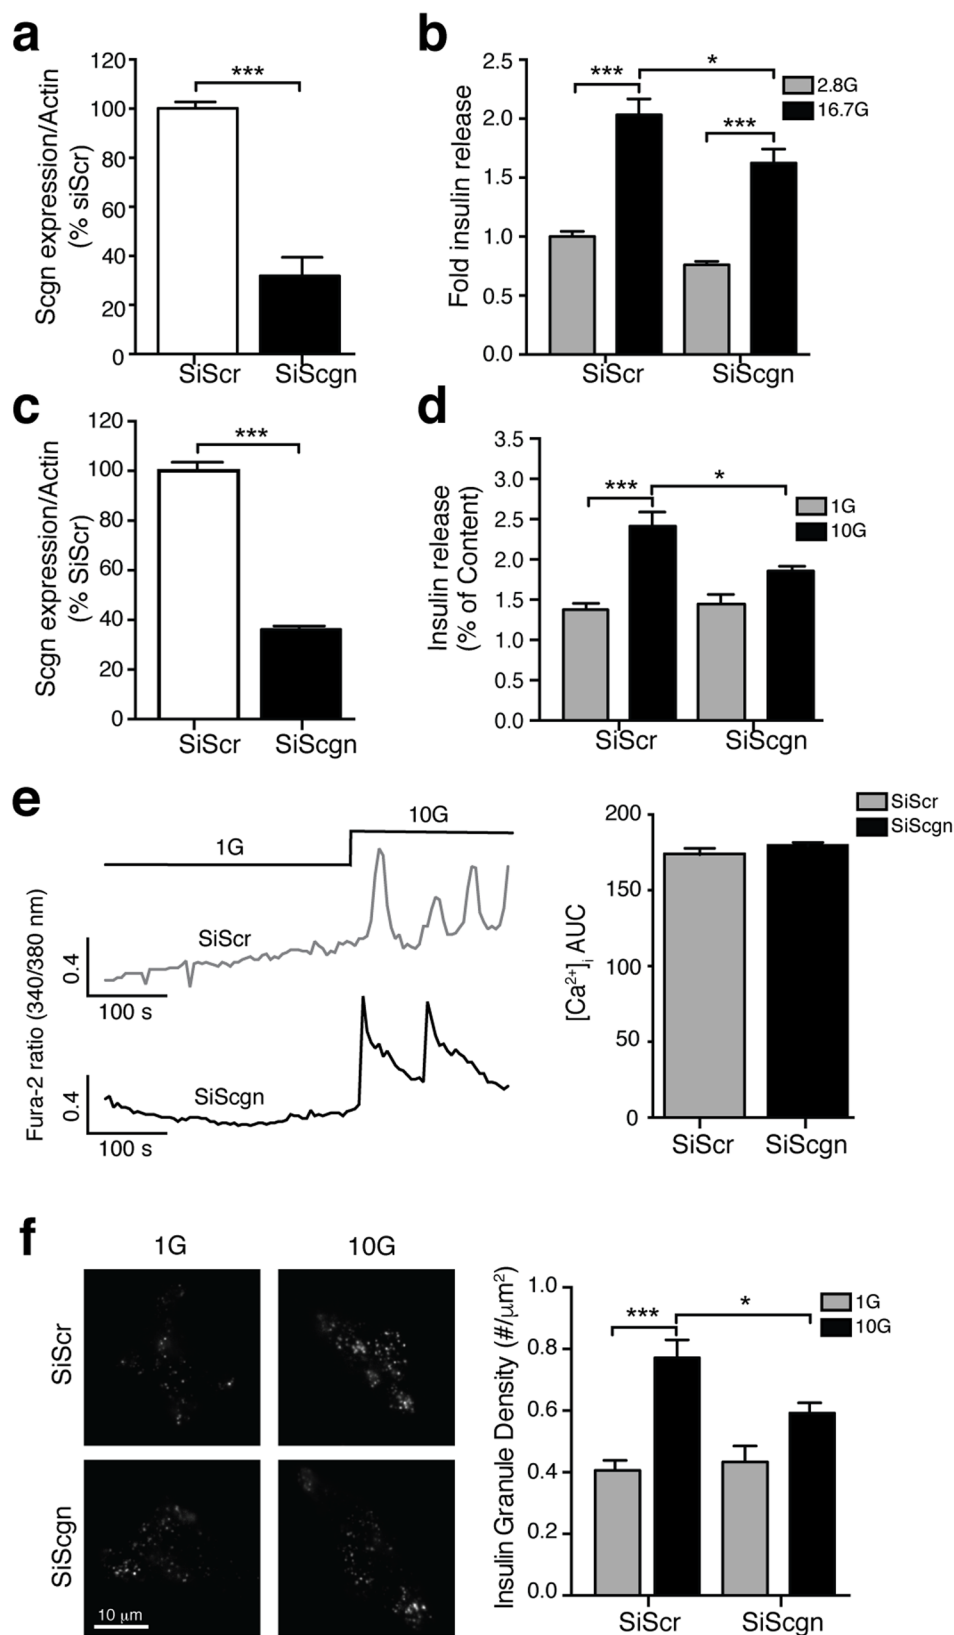 a
Scgn expression/Actin
(% siScr)
120
100
80
60
40
20
0
***
SiScr
SiScgn
b
Fold insulin release
2.5
2.0
1.5
1.0
0.5
0.0
***
*
***
2.8G
16.7G
SiScr
SiScgn
c
Scgn expression/Actin
(% SiScr)
120
100
80
60
40
20
0
***
SiScr
SiScgn
d
Insulin release
(% of Content)
3.5
3.0
2.5
2.0
1.5
1.0
0.5
0.0
***
*
1G
10G
SiScr
SiScgn
e
Fura-2 ratio (340/380 nm)
1G
10G
SiScr
0.4
100 s
SiScgn
0.4
100 s
[Ca²⁺]ᵢ AUC
200
150
100
50
0
SiScr
SiScgn
SiScr
SiScgn
f
1G
10G
SiScr
SiScgn
10 μm
Insulin Granule Density (#/μm²)
1.0
0.8
0.6
0.4
0.2
0.0
***
*
1G
10G
SiScr
SiScgn